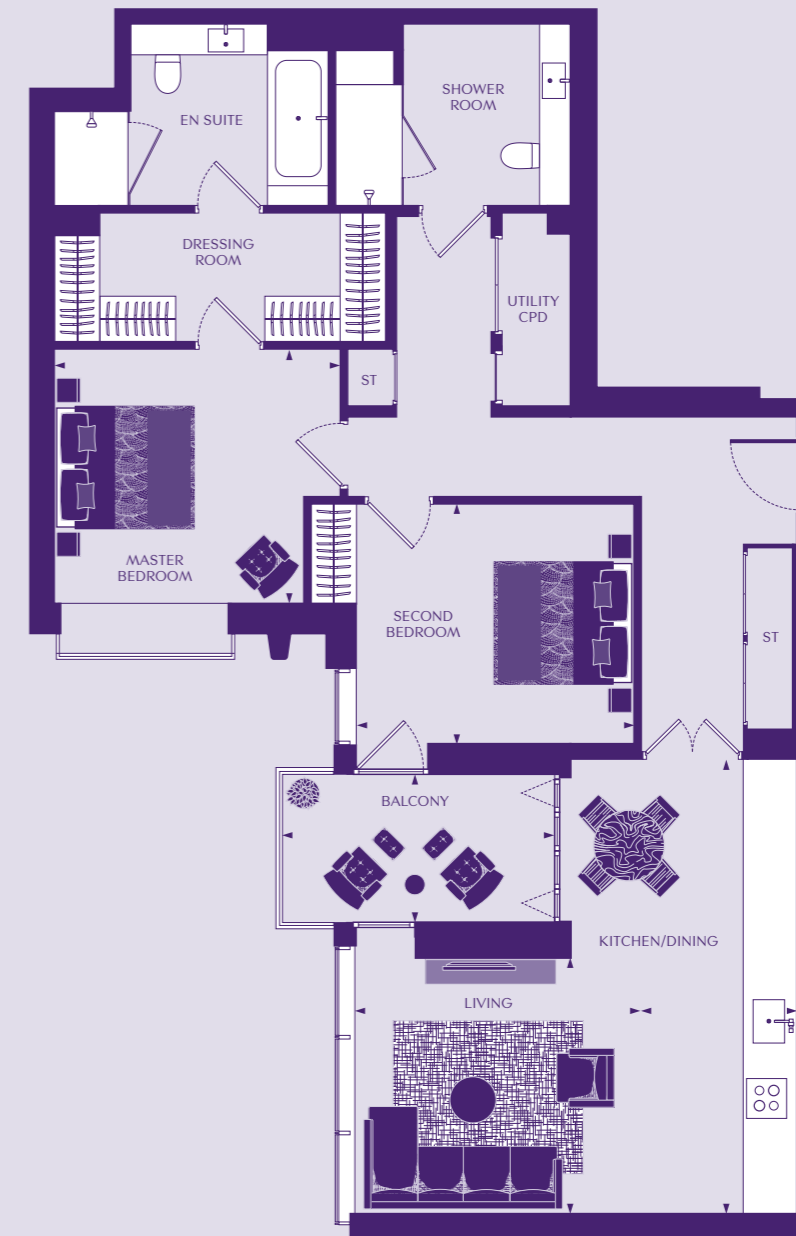 SHOWER
ROOM
EN SUITE
DRESSING
ROOM
UTILITY
CPD
ST
MASTER
BEDROOM
SECOND
BEDROOM
ST
BALCONY
KITCHEN/DINING
LIVING